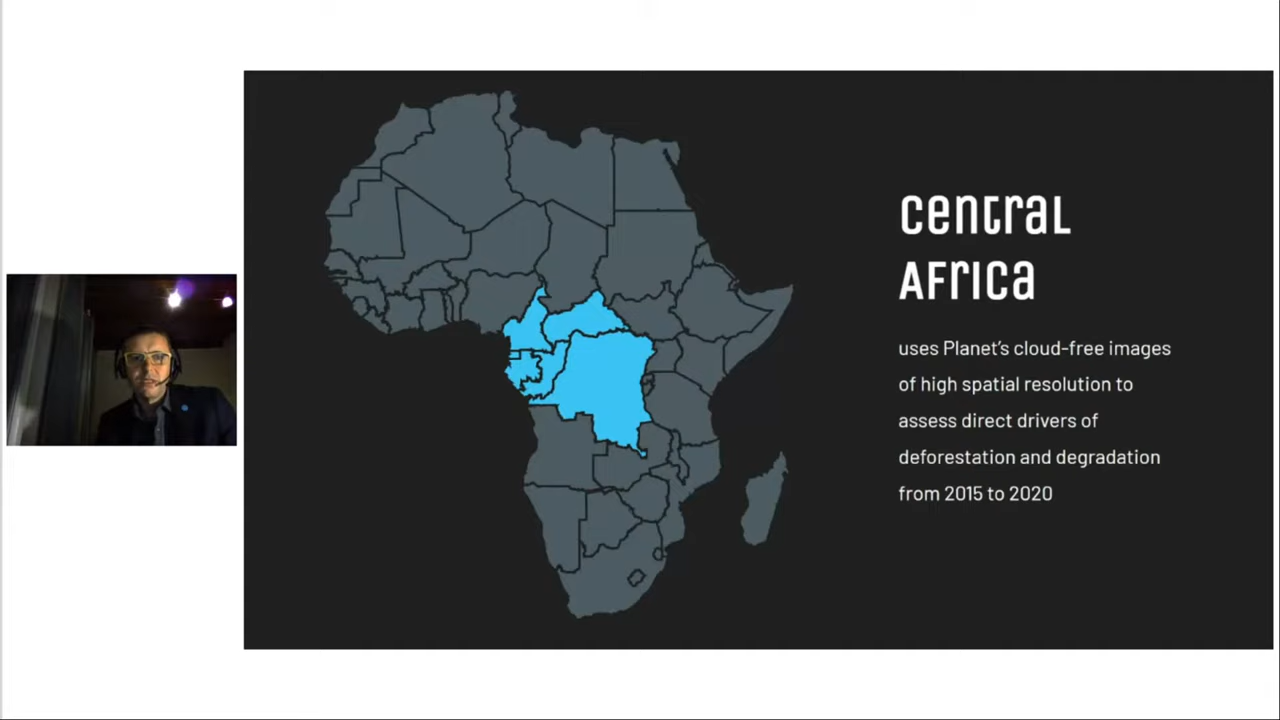 Central
Africa
uses Planet's cloud-free images
of high spatial resolution to
assess direct drivers of
deforestation and degradation
from 2015 to 2020